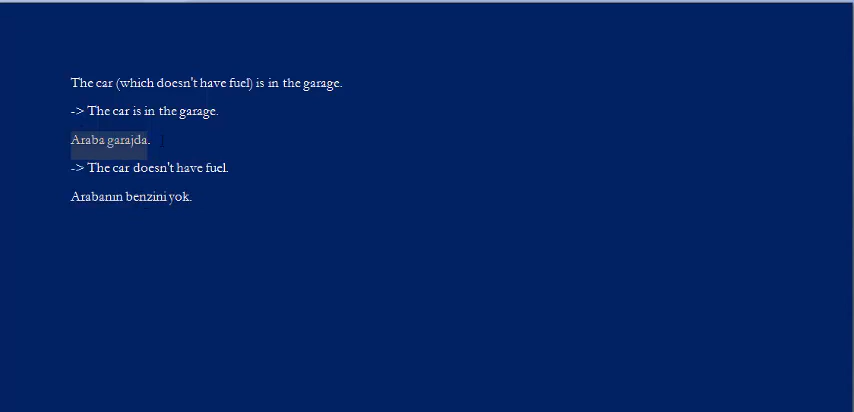 The car (which doesn't have fuel) is in the garage.
-> The car is in the garage.
Araba garajda.
-> The car doesn't have fuel.
Arabanın benzini yok.